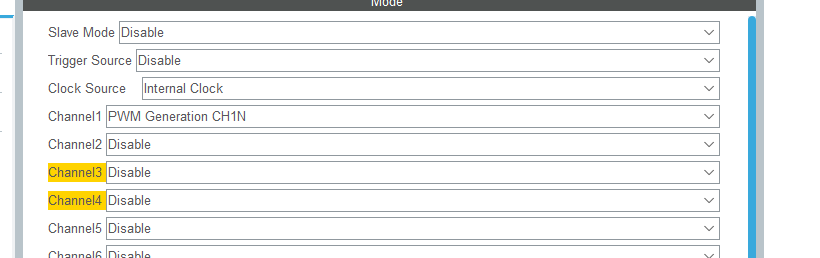 Mode
Slave Mode Disable
Trigger Source Disable
Clock Source Internal Clock
Channel1 PWM Generation CH1N
Channel2 Disable
Channel3 Disable
Channel4 Disable
Channel5 Disable
Channel6 Disable